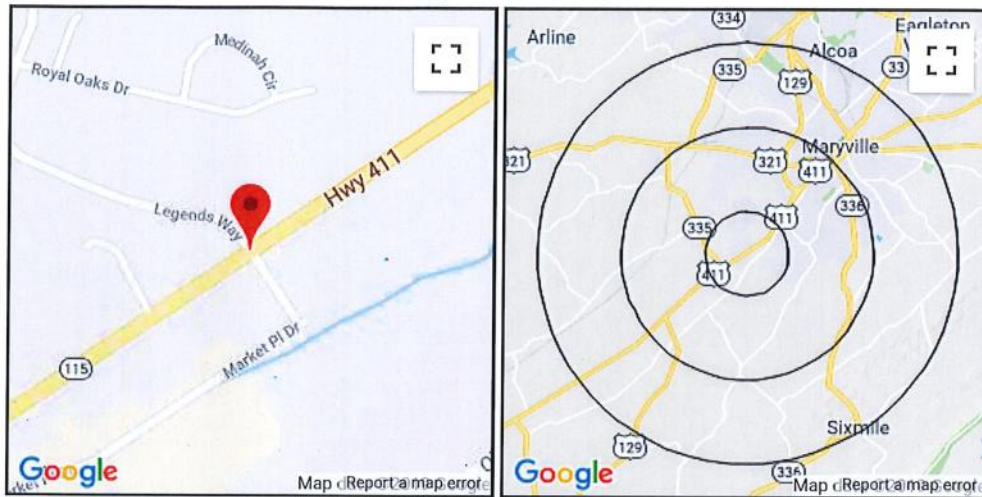 Medinah Cir
Royal Oaks Dr
Hwy 411
Legends Way
Market Pl Dr
115
Google
Map
Report a map error
334
Eagleton
Arline
Alcoa
335
33
129
Maryville
321
321
411
336
411
335
411
Sixmile
129
336
Google
Map
Report a map error